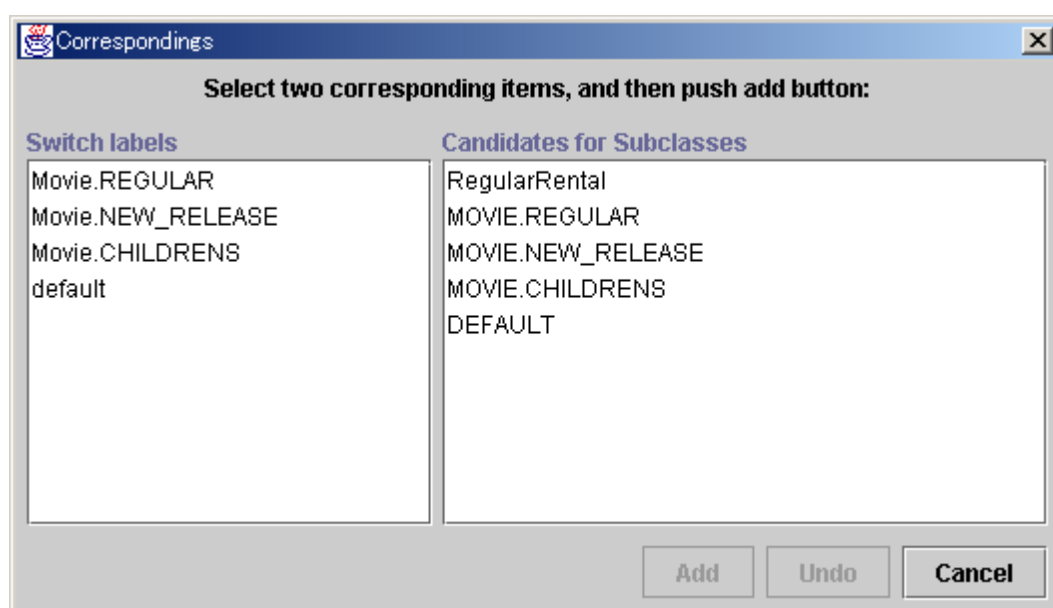 Correspondings
Select two corresponding items, and then push add button:
Switch labels
Candidates for Subclasses
Movie.REGULAR
Movie.NEW_RELEASE
Movie.CHILDRENS
default
RegularRental
MOVIE.REGULAR
MOVIE.NEW_RELEASE
MOVIE.CHILDRENS
DEFAULT
Add
Undo
Cancel